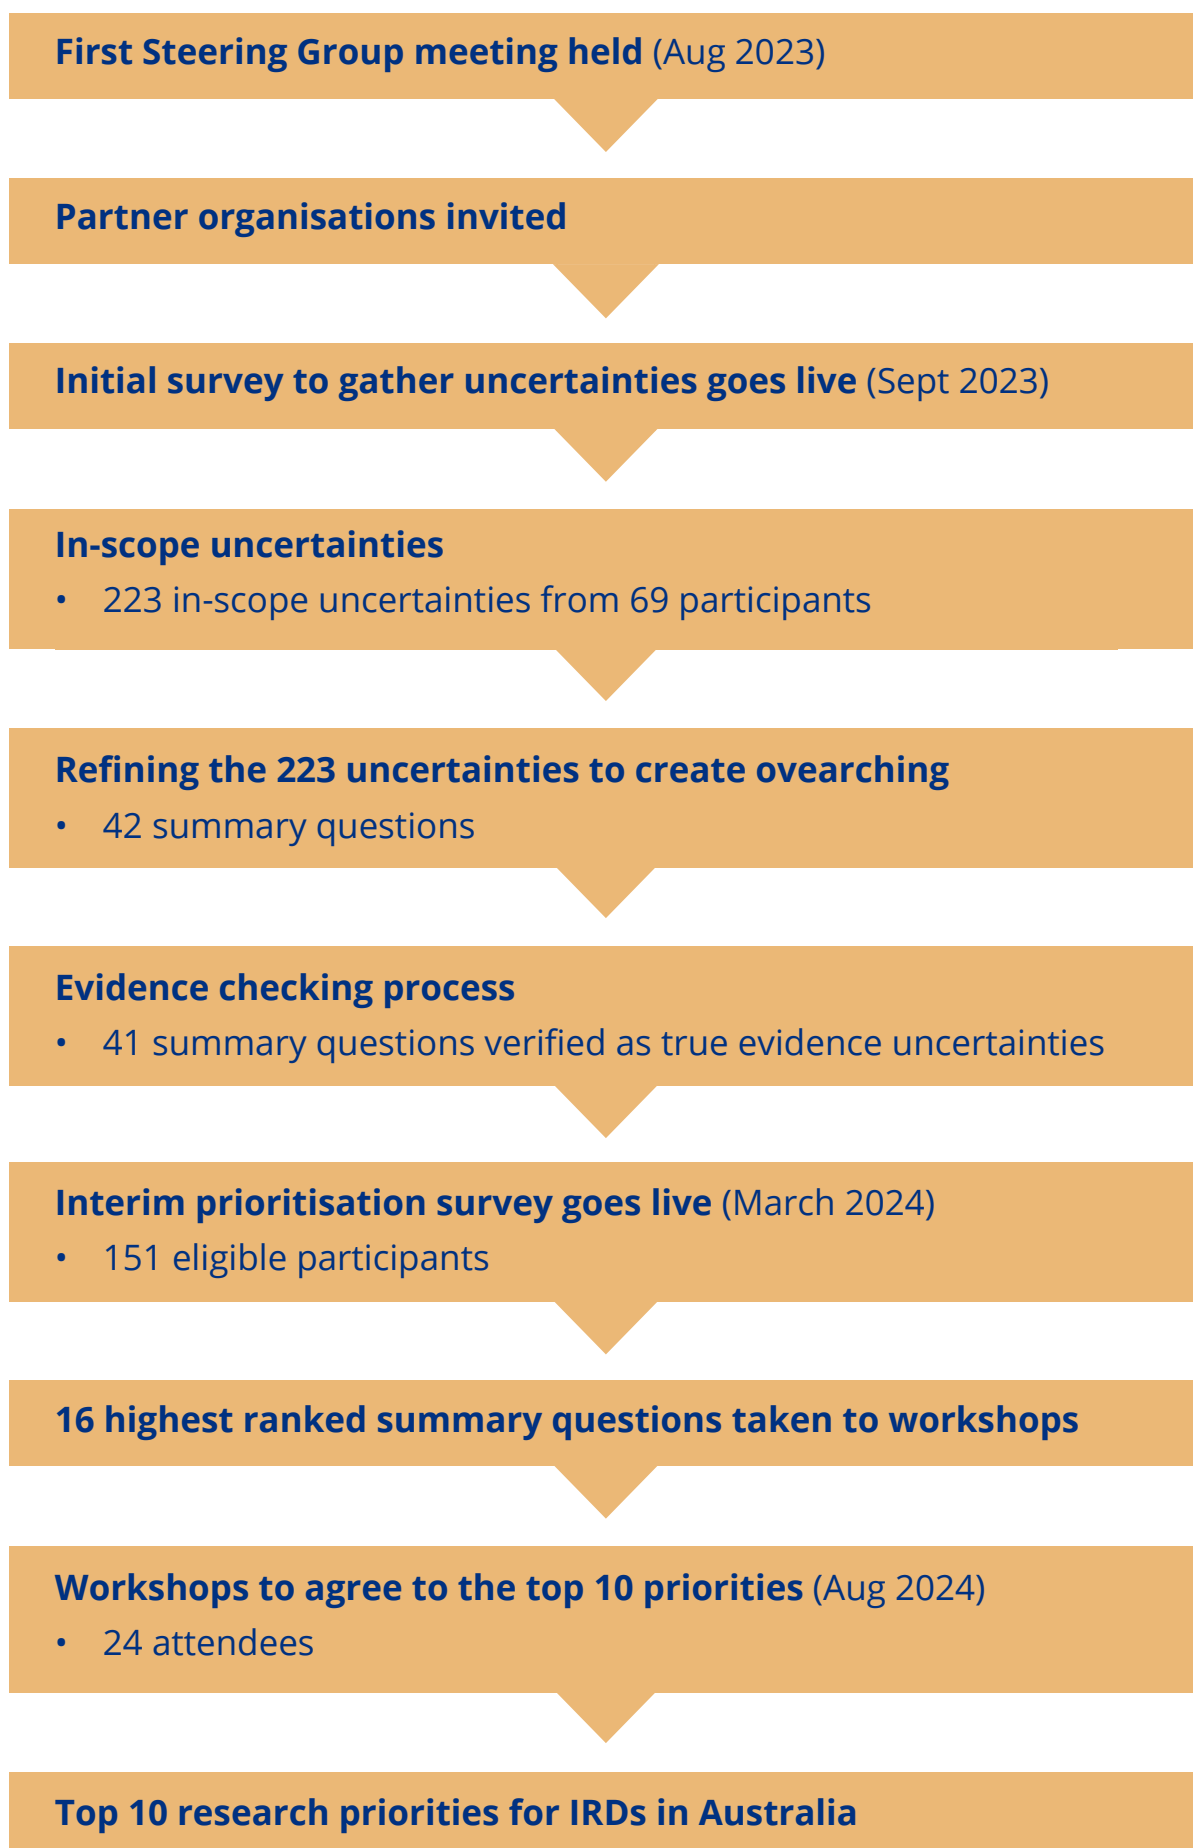 First Steering Group meeting held (Aug 2023)
Partner organisations invited
Initial survey to gather uncertainties goes live (Sept 2023)
In-scope uncertainties
• 223 in-scope uncertainties from 69 participants
Refining the 223 uncertainties to create ovearching
• 42 summary questions
Evidence checking process
• 41 summary questions verified as true evidence uncertainties
Interim prioritisation survey goes live (March 2024)
• 151 eligible participants
16 highest ranked summary questions taken to workshops
Workshops to agree to the top 10 priorities (Aug 2024)
• 24 attendees
Top 10 research priorities for IRDs in Australia